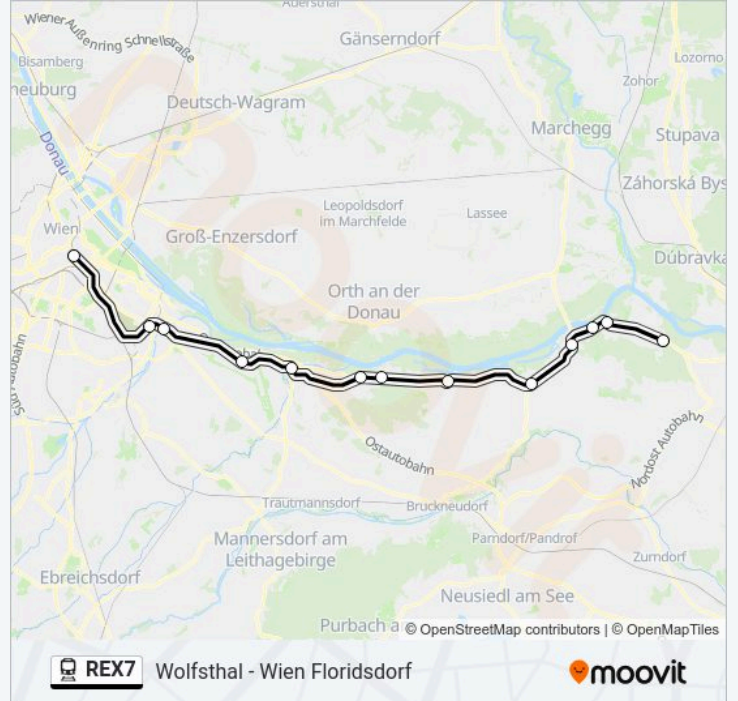 Auersthal
Wiener Außenring Schnellstraße
Gänserndorf
Bisamberg
Lozorno
neuburg
Zohor
Deutsch-Wagram
Marchegg
Stupava
Donau
Záhorská Bys
Leopoldsdorf
im Marchfelde
Lassee
Wien
Groß-Enzersdorf
Dúbravka
Orth an der
Donau
Ostautobahn
Nordost Autobahn
Trautmannsdorf
Bruckneudorf
Mannersdorf am
Leithagebirge
Parndorf/Pandrof
Zurndorf
Ebreichsdorf
Neusiedl am See
Purbach a
© OpenStreetMap contributors | © OpenMapTiles
REX7 Wolfsthal - Wien Floridsdorf
moovit